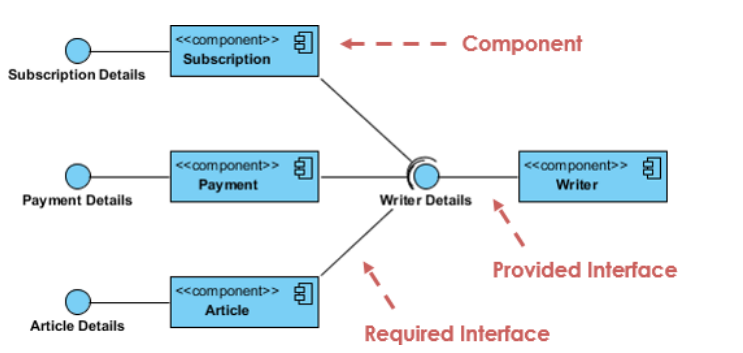 <<component>>
Subscription
Component
Subscription Details
<<component>>
Payment
<<component>>
Writer
Payment Details
Writer Details
Provided Interface
<<component>>
Article
Article Details
Required Interface